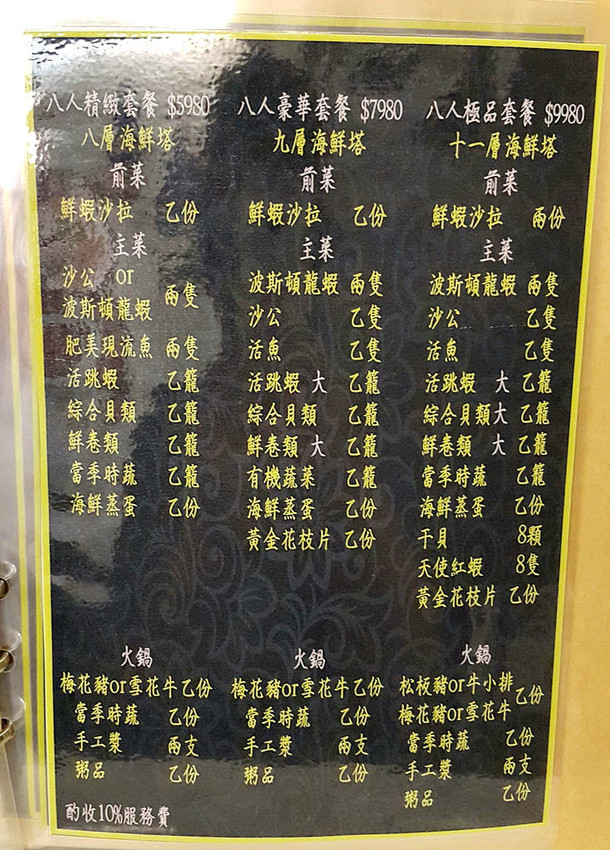 八人精緻套餐 $5980
八層海鮮塔
前菜
鮮蝦沙拉 乙份
主菜
沙公 or
波斯頓龍蝦 兩隻
肥美現流魚 兩隻
活跳蝦 乙籠
綜合貝類 乙籠
鮮卷類 乙籠
當季時蔬 乙籠
海鮮蒸蛋 乙份
火鍋
梅花豬or雪花牛乙份
當季時蔬 乙份
手工漿 兩支
粥品 乙份
酌收10%服務費
八人豪華套餐 $7980
九層海鮮塔
前菜
鮮蝦沙拉 乙份
主菜
波斯頓龍蝦 兩隻
沙公 乙隻
活魚 乙隻
活跳蝦 大 乙籠
綜合貝類 乙籠
鮮卷類 大 乙籠
有機蔬菜 乙籠
海鮮蒸蛋 乙份
黃金花枝片 乙份
火鍋
梅花豬or雪花牛乙份
當季時蔬 乙份
手工漿 兩支
粥品 乙份
八人極品套餐 $9980
十一層海鮮塔
前菜
鮮蝦沙拉 兩份
主菜
波斯頓龍蝦 兩隻
沙公 乙隻
活魚 乙隻
活跳蝦 大 乙籠
綜合貝類大 乙籠
鮮卷類 大 乙籠
當季時蔬 乙籠
海鮮蒸蛋 乙份
干貝 8顆
天使紅蝦 8隻
黃金花枝片 乙份
火鍋
松板豬or牛小排
梅花豬or雪花牛 乙份
當季時蔬 乙份
手工漿 兩支
粥品 乙份